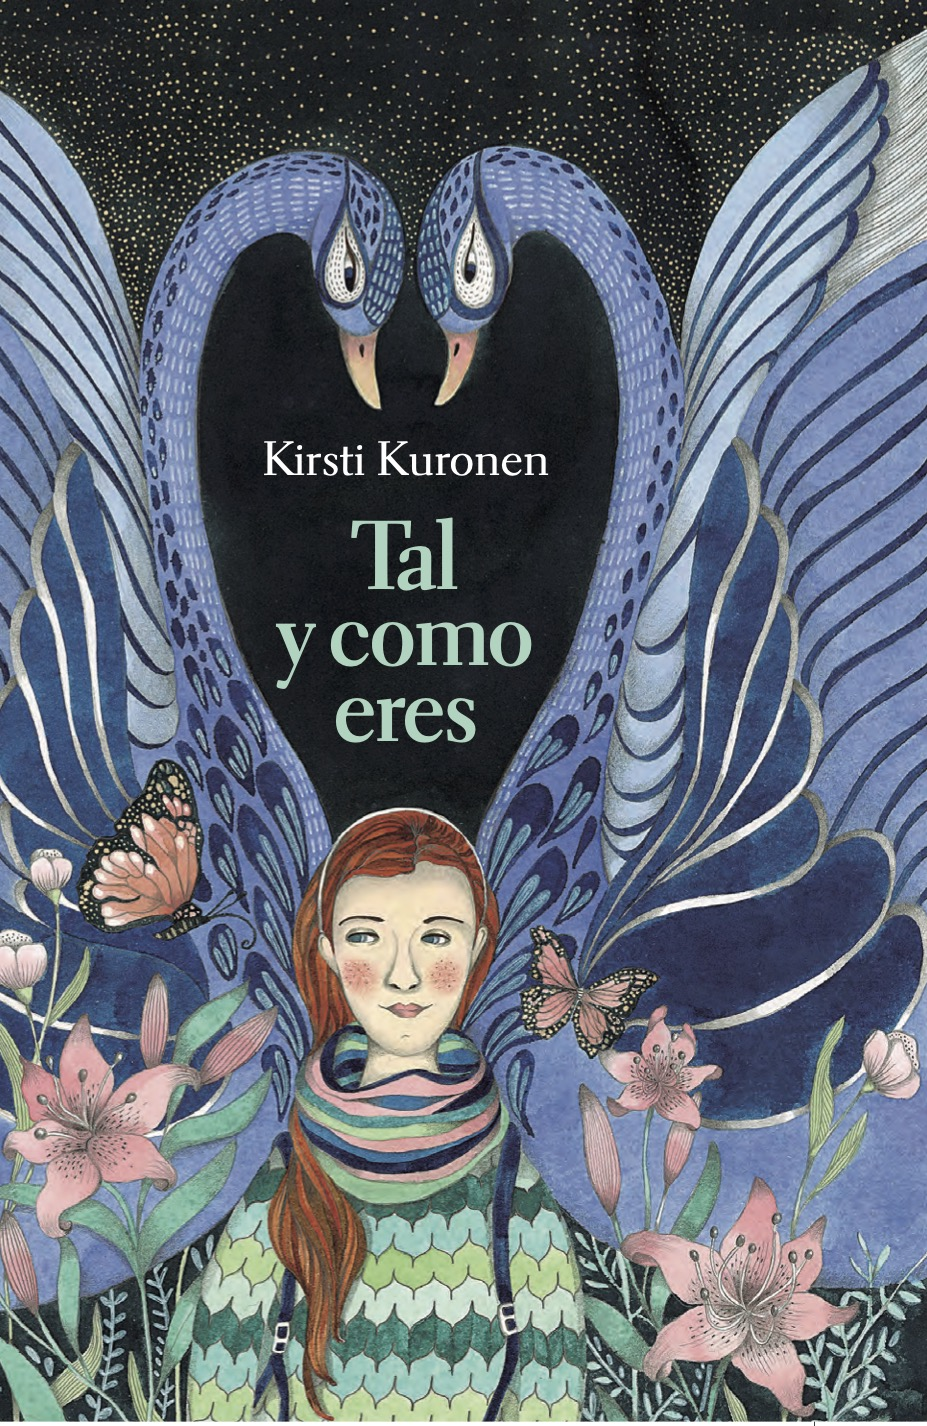 Kirsti Kuronen
Tal
y como
eres